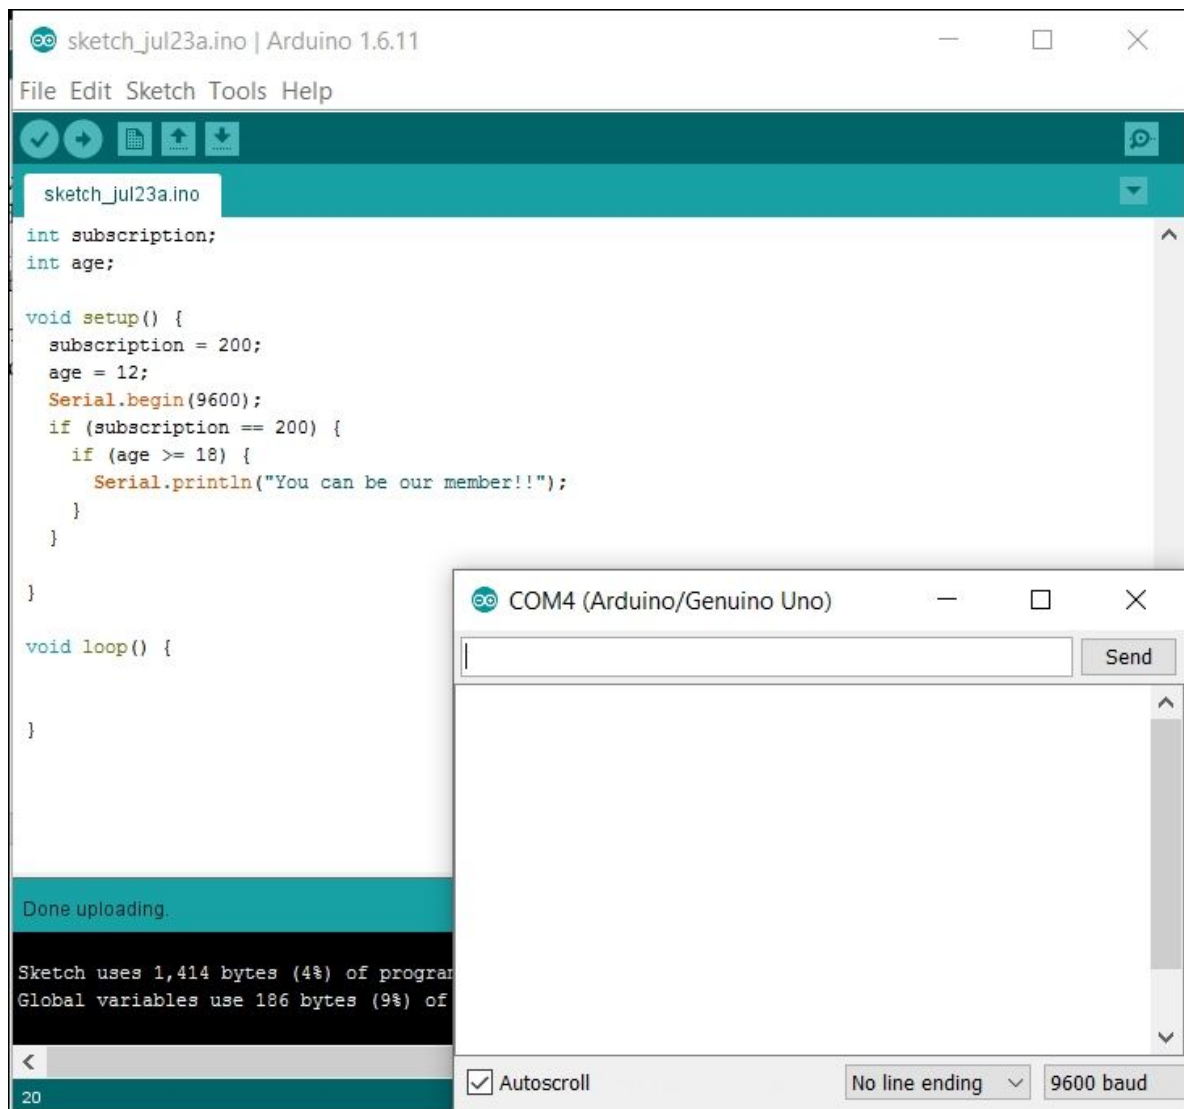 sketch_jul23a.ino | Arduino 1.6.11
File Edit Sketch Tools Help
sketch_jul23a.ino
int subscription;
int age;
void setup() {
subscription = 200;
age = 12;
Serial.begin(9600);
if (subscription == 200) {
if (age >= 18) {
Serial.println("You can be our member!!");
}
}
}
void loop() {
}
COM4 (Arduino/Genuino Uno)
Send
Autoscroll
No line ending
9600 baud
Done uploading.
Sketch uses 1,414 bytes (4%) of progra
Global variables use 186 bytes (9%) of
20